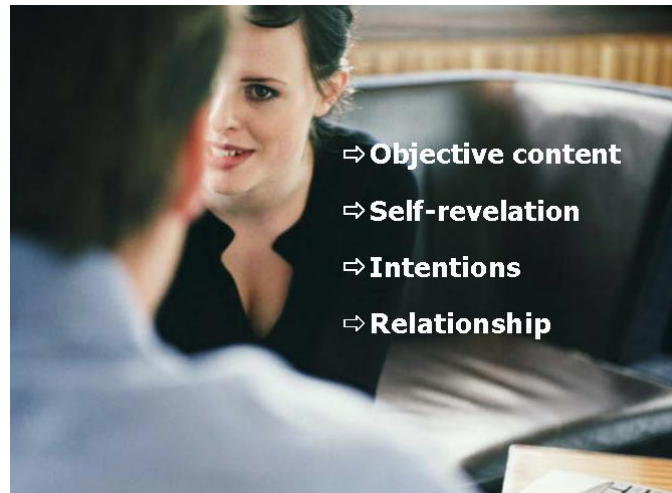 ⇨Objective content
⇨Self-revelation
⇨Intentions
⇨Relationship